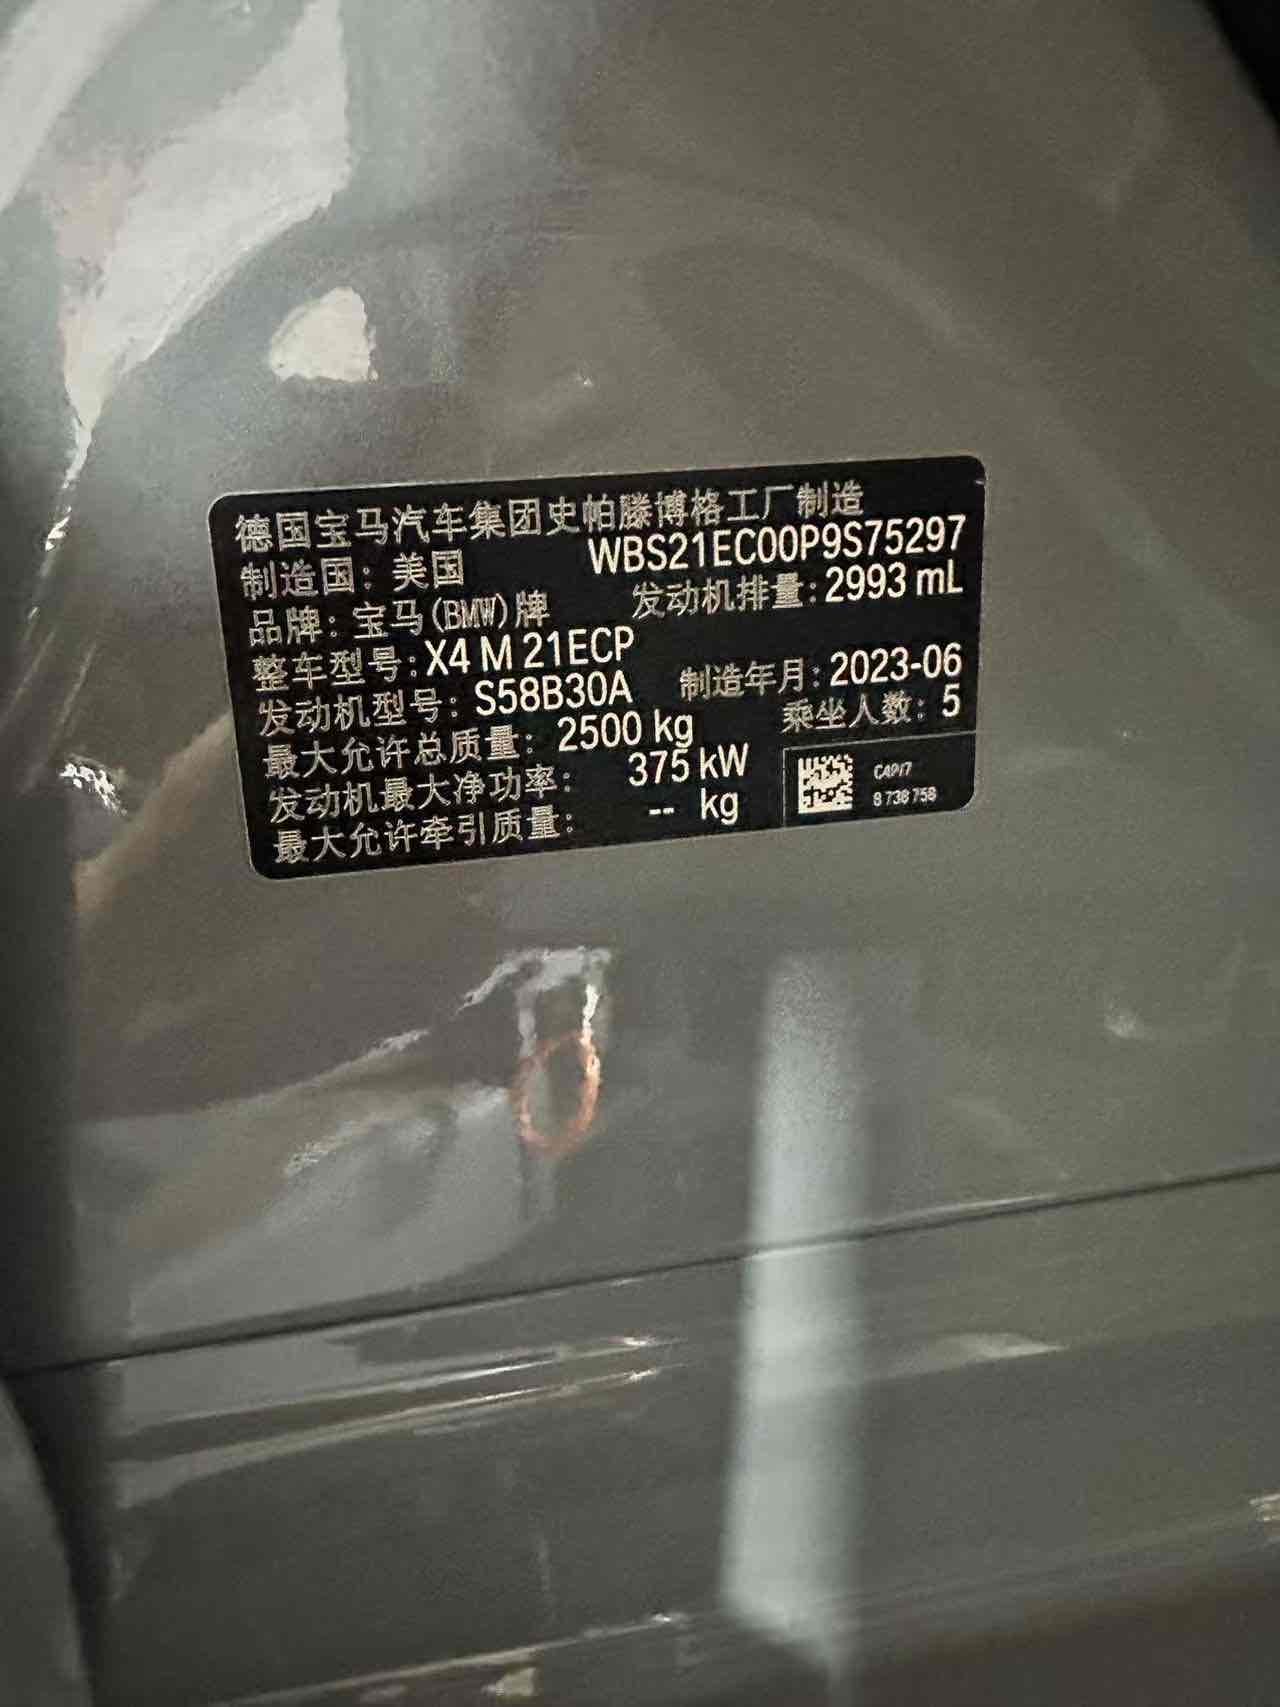 德国宝马汽车集团史帕滕博格工厂制造
制造国：美国 WBS21EC00P9S75297
品牌：宝马(BMW)牌 发动机排量：2993 mL
整车型号：X4 M 21ECP
发动机型号：S58B30A 制造年月：2023-06
最大允许总质量：2500 kg 乘坐人数：5
发动机最大净功率：375 kW
最大允许牵引质量：-- kg
CAP/7
8 738 758